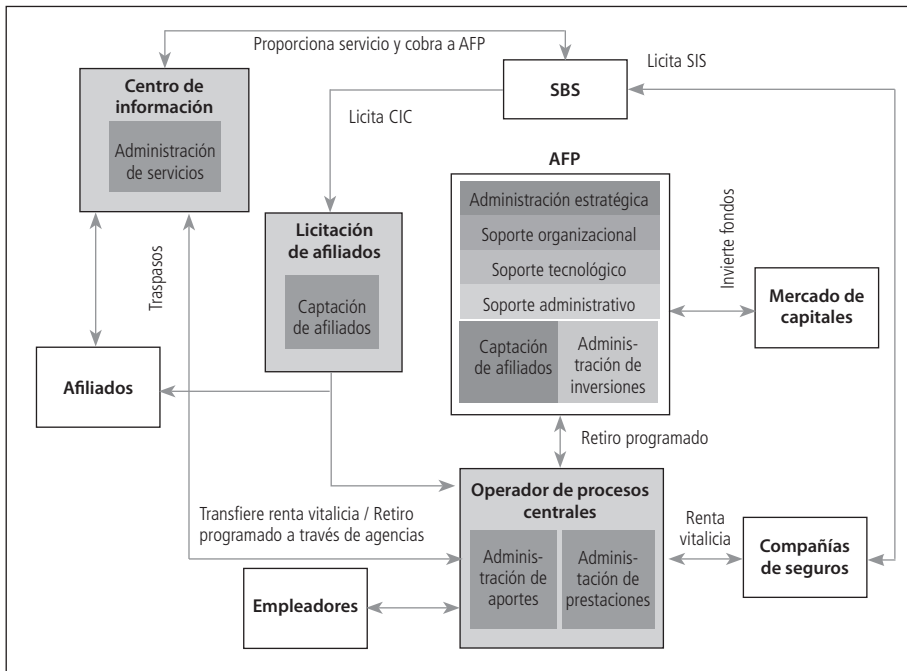 Proporciona servicio y cobra a AFP
Centro de
información
Administración
de servicios
Licita CIC
SBS
Licita SIS
AFP
Administración estratégica
Soporte organizacional
Soporte tecnológico
Soporte administrativo
Captación
de afiliados
Adminis-
tración de
inversiones
Invierte fondos
Mercado de
capitales
Licitación
de afiliados
Captación
de afiliados
Traspasos
Afiliados
Retiro programado
Operador de procesos
centrales
Adminis-
tración de
aportes
Adminis-
tación de
prestaciones
Transfiere renta vitalicia / Retiro
programado a través de agencias
Renta
vitalicia
Compañías
de seguros
Empleadores